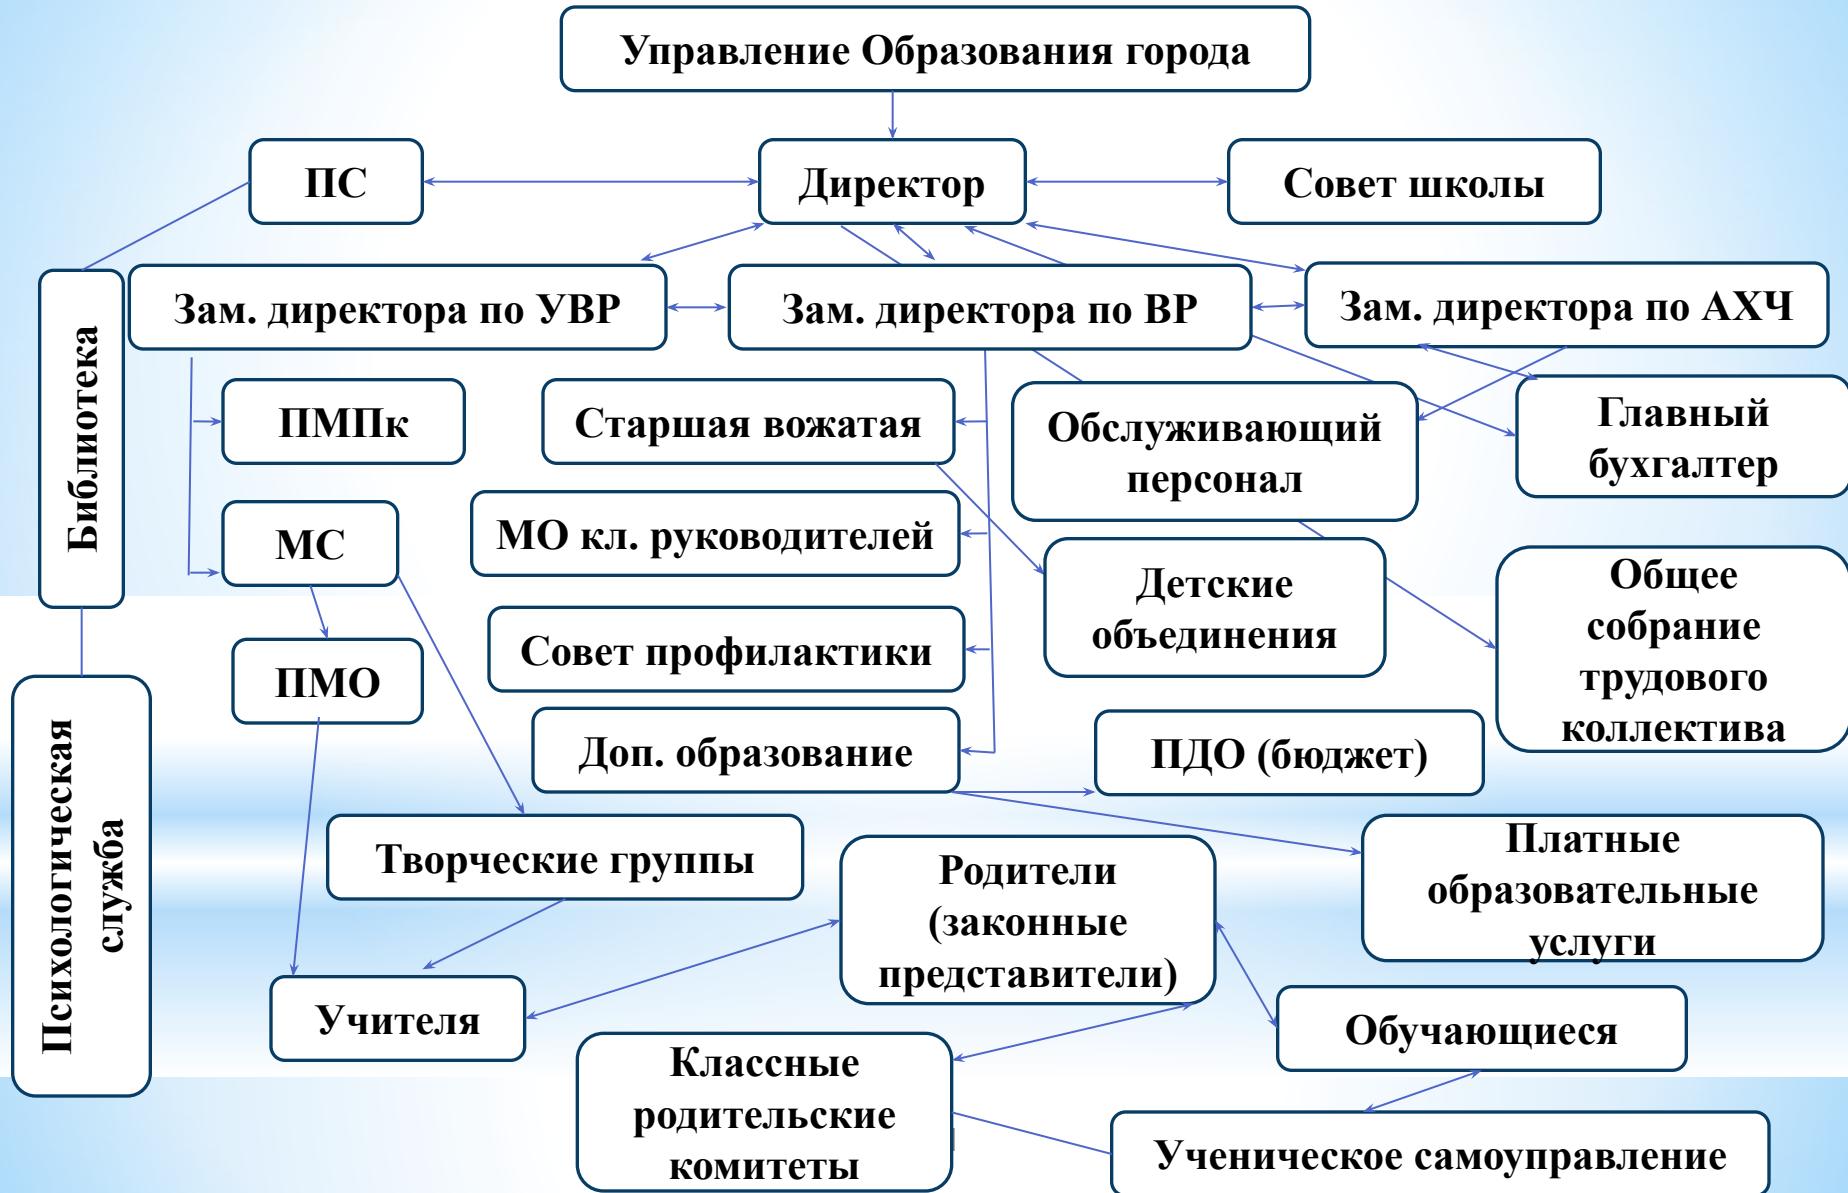 Управление Образования города
ПС
Директор
Совет школы
Зам. директора по УВР
Зам. директора по ВР
Зам. директора по АХЧ
Библиотека
ПМПк
Старшая вожатая
Обслуживающий
персонал
Главный
бухгалтер
МС
МО кл. руководителей
Детские
объединения
Общее
собрание
трудового
коллектива
ПМО
Совет профилактики
Психологическая
служба
Доп. образование
ПДО (бюджет)
Творческие группы
Родители
(законные
представители)
Платные
образовательные
услуги
Учителя
Обучающиеся
Классные
родительские
комитеты
Ученическое самоуправление